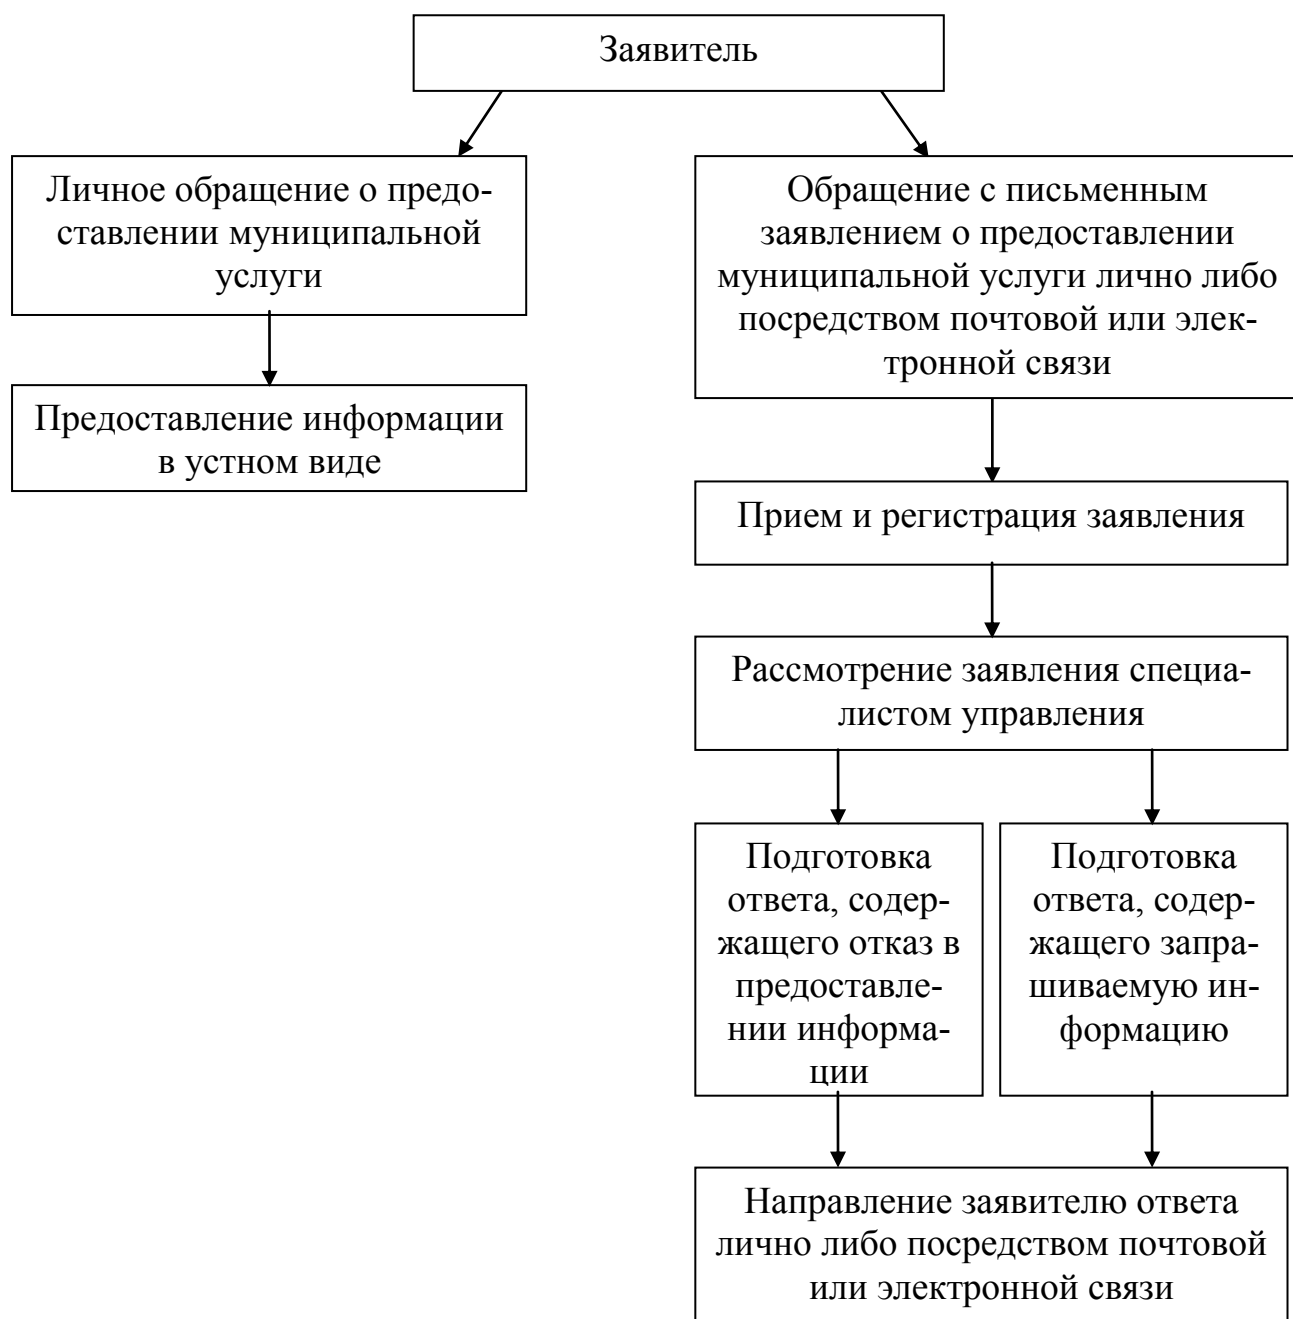 Заявитель
Личное обращение о предо-
ставлении муниципальной
услуги
Предоставление информации
в устном виде
Обращение с письменным
заявлением о предоставлении
муниципальной услуги лично либо
посредством почтовой или элек-
тронной связи
Прием и регистрация заявления
Рассмотрение заявления специа-
листом управления
Подготовка
ответа, содер-
жащего отказ в
предоставле-
нии информа-
ции
Подготовка
ответа, содер-
жащего запра-
шиваемую ин-
формацию
Направление заявителю ответа
лично либо посредством почтовой
или электронной связи